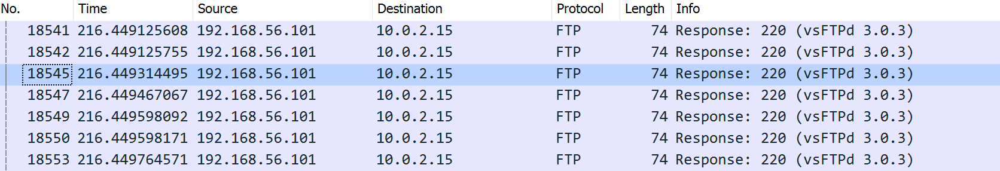 No. Time Source Destination Protocol Length Info
18541 216.449125608 192.168.56.101 10.0.2.15 FTP 74 Response: 220 (vsFTPd 3.0.3)
18542 216.449125755 192.168.56.101 10.0.2.15 FTP 74 Response: 220 (vsFTPd 3.0.3)
18545 216.449314495 192.168.56.101 10.0.2.15 FTP 74 Response: 220 (vsFTPd 3.0.3)
18547 216.449467067 192.168.56.101 10.0.2.15 FTP 74 Response: 220 (vsFTPd 3.0.3)
18549 216.449598092 192.168.56.101 10.0.2.15 FTP 74 Response: 220 (vsFTPd 3.0.3)
18550 216.449598171 192.168.56.101 10.0.2.15 FTP 74 Response: 220 (vsFTPd 3.0.3)
18553 216.449764571 192.168.56.101 10.0.2.15 FTP 74 Response: 220 (vsFTPd 3.0.3)